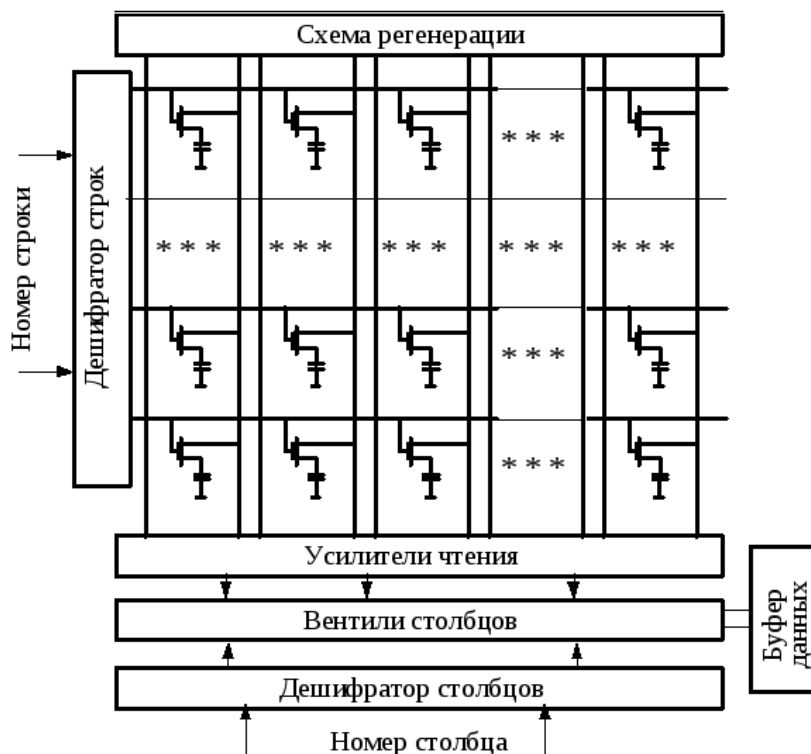 Схема регенерации
Номер строки
Дешифратор строк
* * *
* * * * * * * * * * * * * * *
* * *
* * *
Усилители чтения
Вентили столбцов
Буфер
данных
Дешифратор столбцов
Номер столбца